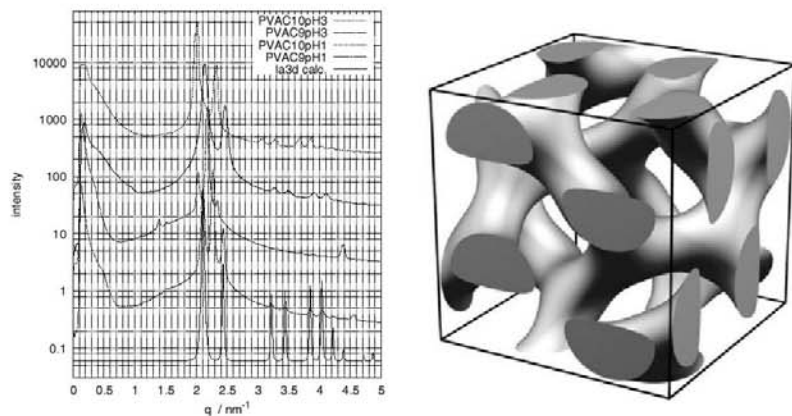 PVAC10pH3
PVAC9pH3
PVAC10pH1
PVAC9pH1
Ia3d calc.
10000
1000
100
10
1
0.1
intensity
0 0.5 1 1.5 2 2.5 3 3.5 4 4.5 5
q / nm⁻¹